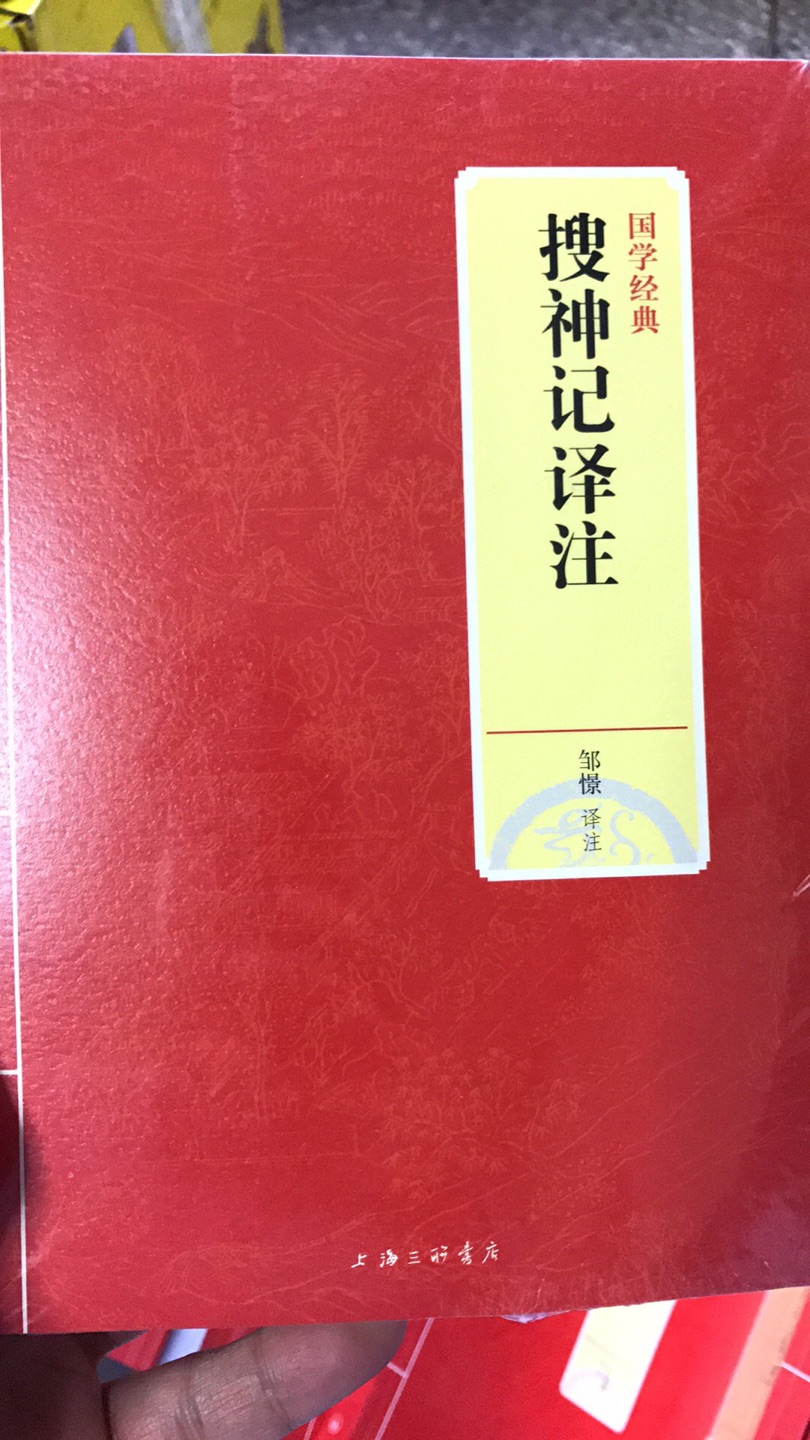 国学经典
搜神记译注
邹憬 译注
上海三联书店